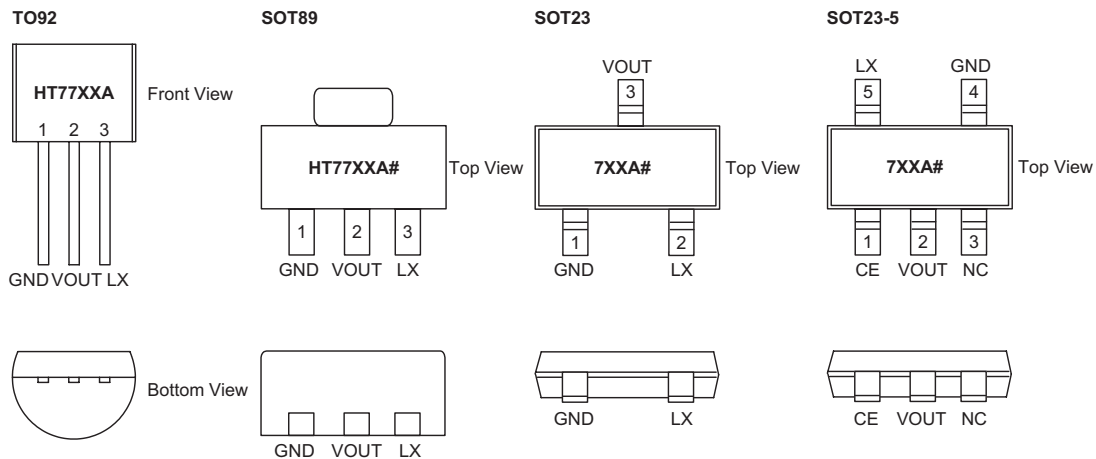 TO92
SOT89
SOT23
SOT23-5
HT77XXA
1 2 3
Front View
GND VOUT LX
HT77XXA#
Top View
1 2 3
GND VOUT LX
VOUT
3
7XXA#
Top View
1 2
GND LX
LX GND
5 4
7XXA#
Top View
1 2 3
CE VOUT NC
Bottom View
GND VOUT LX
GND LX
CE VOUT NC